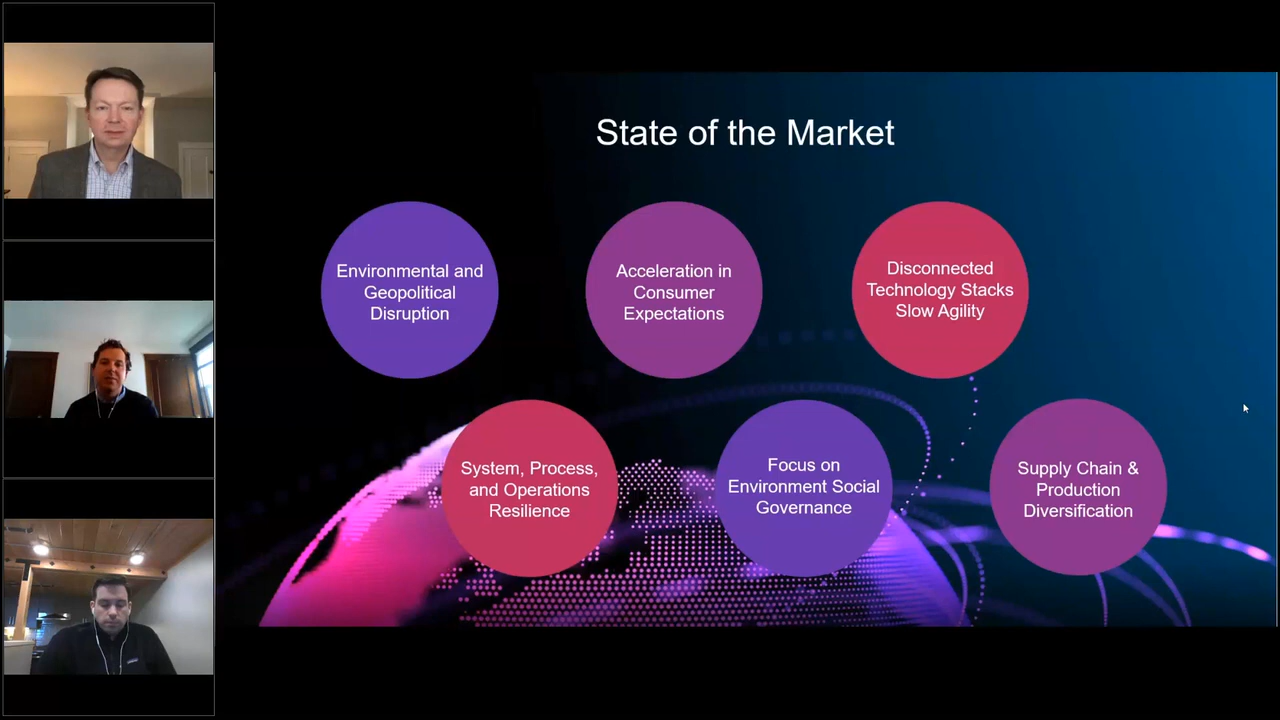 State of the Market
Environmental and
Geopolitical
Disruption
Acceleration in
Consumer
Expectations
Disconnected
Technology Stacks
Slow Agility
System, Process,
and Operations
Resilience
Focus on
Environment Social
Governance
Supply Chain &
Production
Diversification